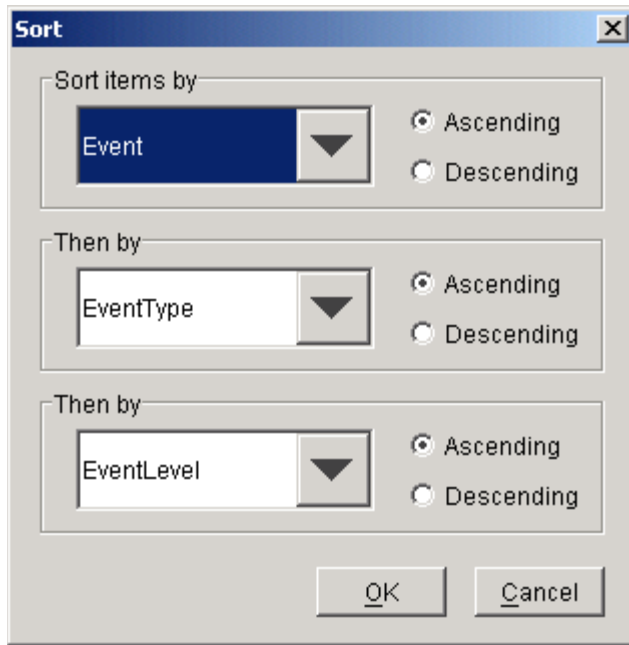 Sort
Sort items by
Event
Ascending
Descending
Then by
EventType
Ascending
Descending
Then by
EventLevel
Ascending
Descending
OK Cancel